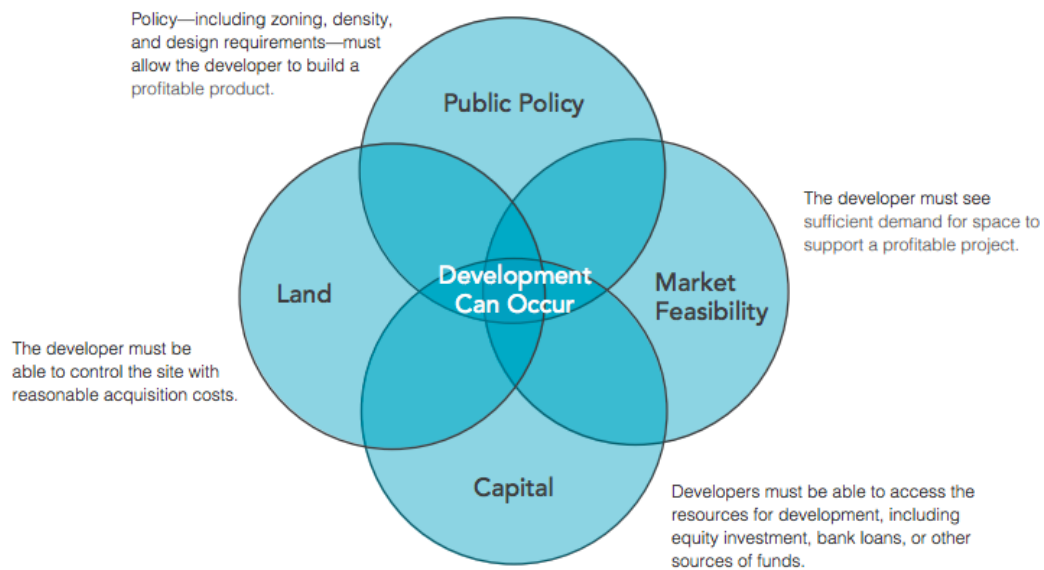 Policy—including zoning, density,
and design requirements—must
allow the developer to build a
profitable product.
Public Policy
The developer must see
sufficient demand for space to
support a profitable project.
Development
Can Occur
Land
Market
Feasibility
The developer must be
able to control the site with
reasonable acquisition costs.
Capital
Developers must be able to access the
resources for development, including
equity investment, bank loans, or other
sources of funds.